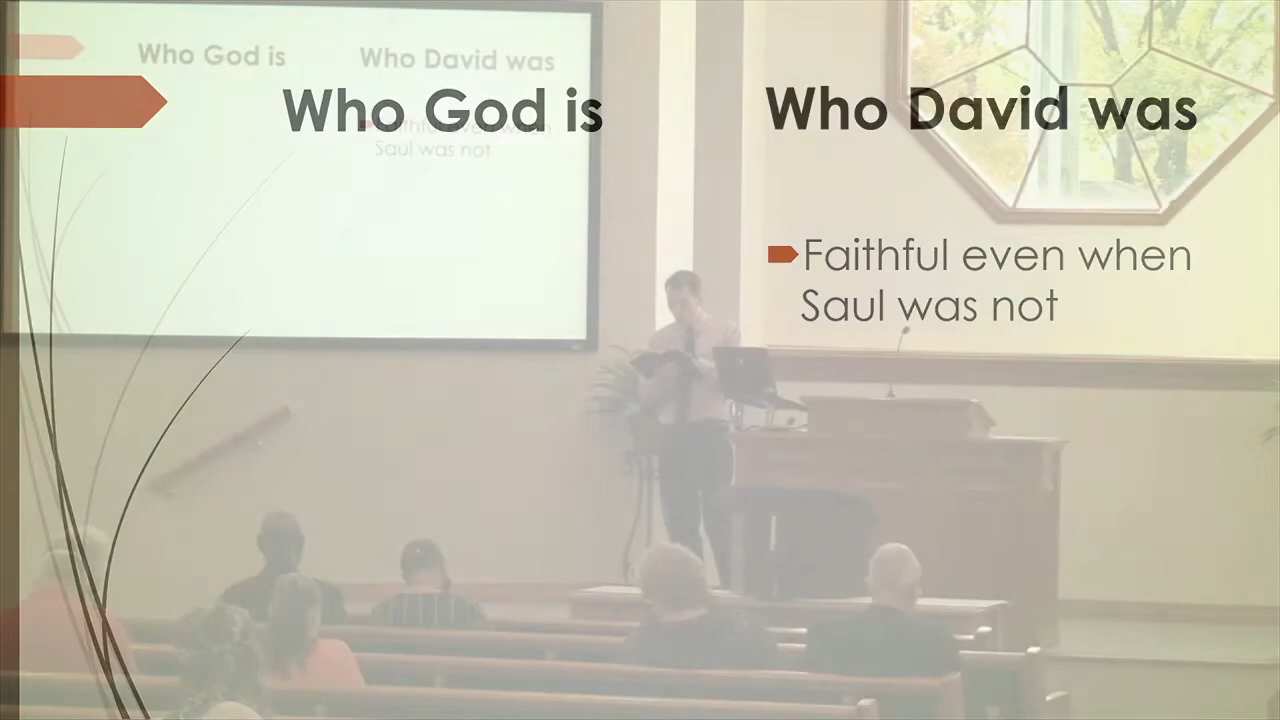 Who God is
Who David was
Faithful even when
Saul was not
Who God is
Who David was
Faithful even when
Saul was not